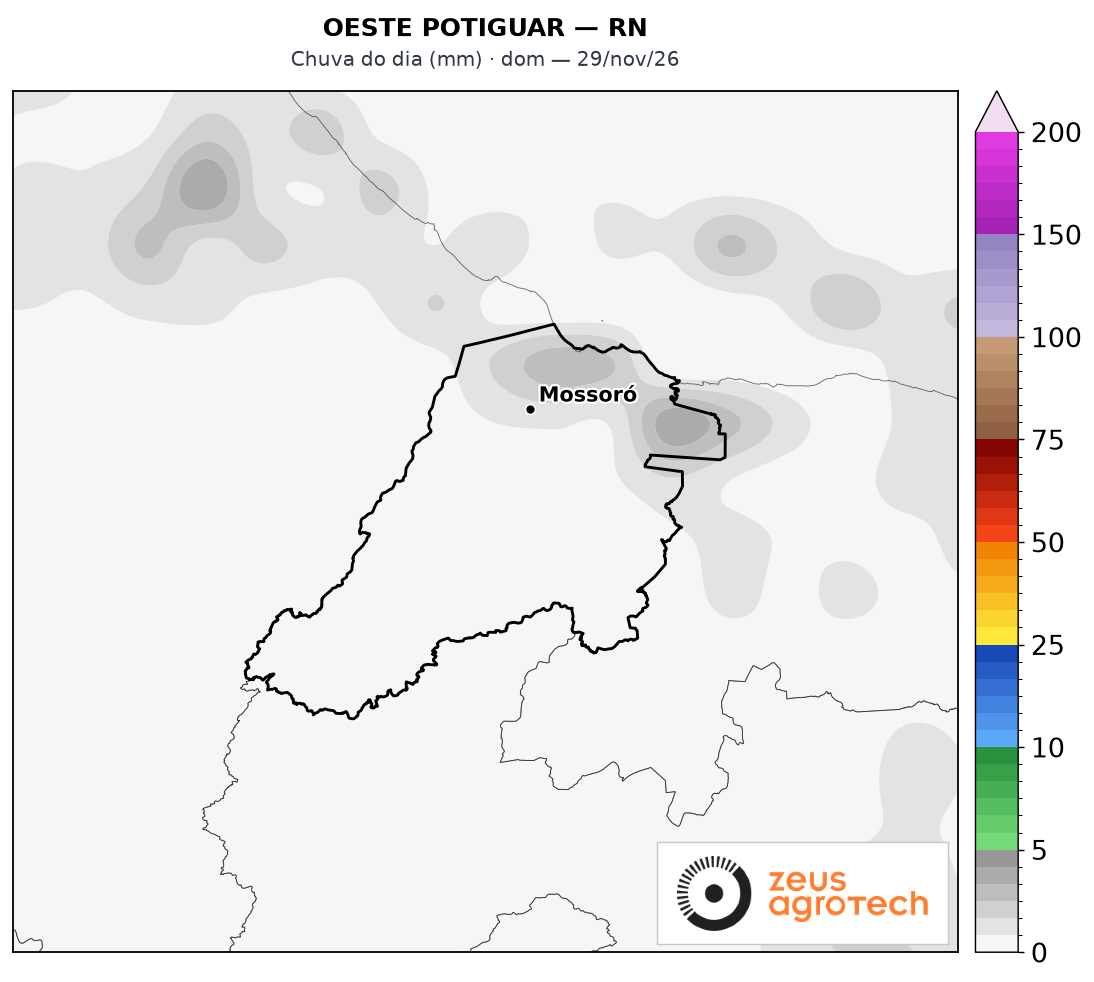 OESTE POTIGUAR — RN
Chuva do dia (mm) · dom — 29/nov/26
Mossoró
200
150
100
75
50
25
10
5
0
zeus
agrotech